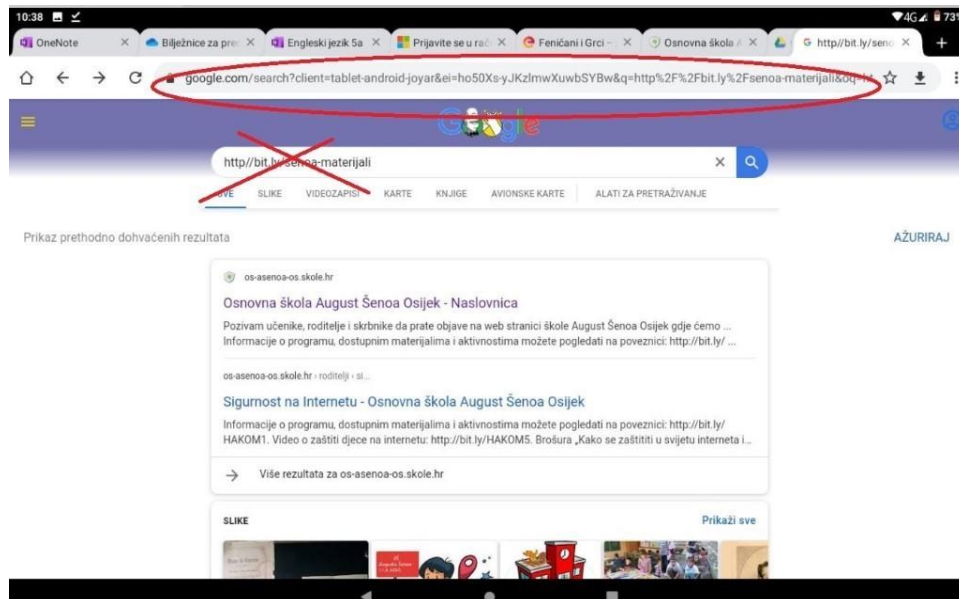 10:38 4G 73%
OneNote Bilježnice za pre Engleski jezik 5a Prijavite se u rač Feničani i Grci - Osnovna škola A http//bit.ly/seno
google.com/search?client=tablet-android-joyar&ei=ho50Xs-yJKzlmwXuwbSYBw&q=http%2F%2Fbit.ly%2Fsenoa-materijali&oq=h
Google
http//bit.ly/senoa-materijali
SVE SLIKE VIDEOZAPISI KARTE KNJIGE AVIONSKE KARTE ALATI ZA PRETRAŽIVANJE
Prikaz prethodno dohvaćenih rezultata AŽURIRAJ
os-asenoa-os.skole.hr
Osnovna škola August Šenoa Osijek - Naslovnica
Pozivam učenike, roditelje i skrbnike da prate objave na web stranici škole August Šenoa Osijek gdje ćemo ...
Informacije o programu, dostupnim materijalima i aktivnostima možete pogledati na poveznici: http://bit.ly/ ...
os-asenoa-os.skole.hr › roditelji › si...
Sigurnost na Internetu - Osnovna škola August Šenoa Osijek
Informacije o programu, dostupnim materijalima i aktivnostima možete pogledati na poveznici: http://bit.ly/
HAKOM1. Video o zaštiti djece na internetu: http://bit.ly/HAKOM5. Brošura „Kako se zaštititi u svijetu interneta i...
Više rezultata za os-asenoa-os.skole.hr
SLIKE Prikaži sve